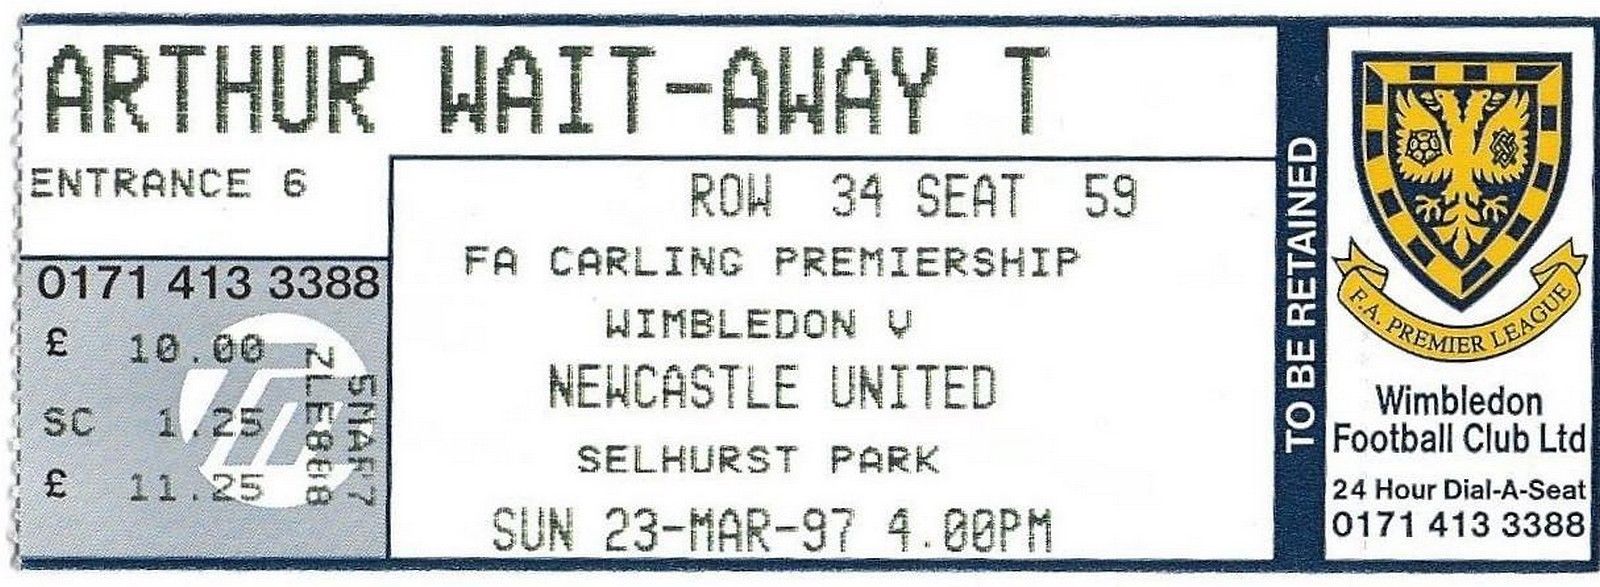 ARTHUR WAIT-AWAY T
ENTRANCE 6
ROW 34 SEAT 59
FA CARLING PREMIERSHIP
WIMBLEDON V
NEWCASTLE UNITED
SELHURST PARK
SUN 23-MAR-97 4.00PM
0171 413 3388
£ 10.00
SC 1.25
£ 11.25
ZLE868
5MAR7
TO BE RETAINED
F.A. PREMIER LEAGUE
Wimbledon
Football Club Ltd
24 Hour Dial-A-Seat
0171 413 3388